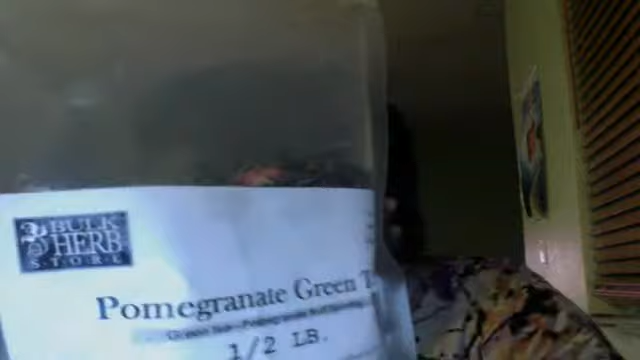 BULK
HERB
STORE
Pomegranate Green T
1/2 LB.